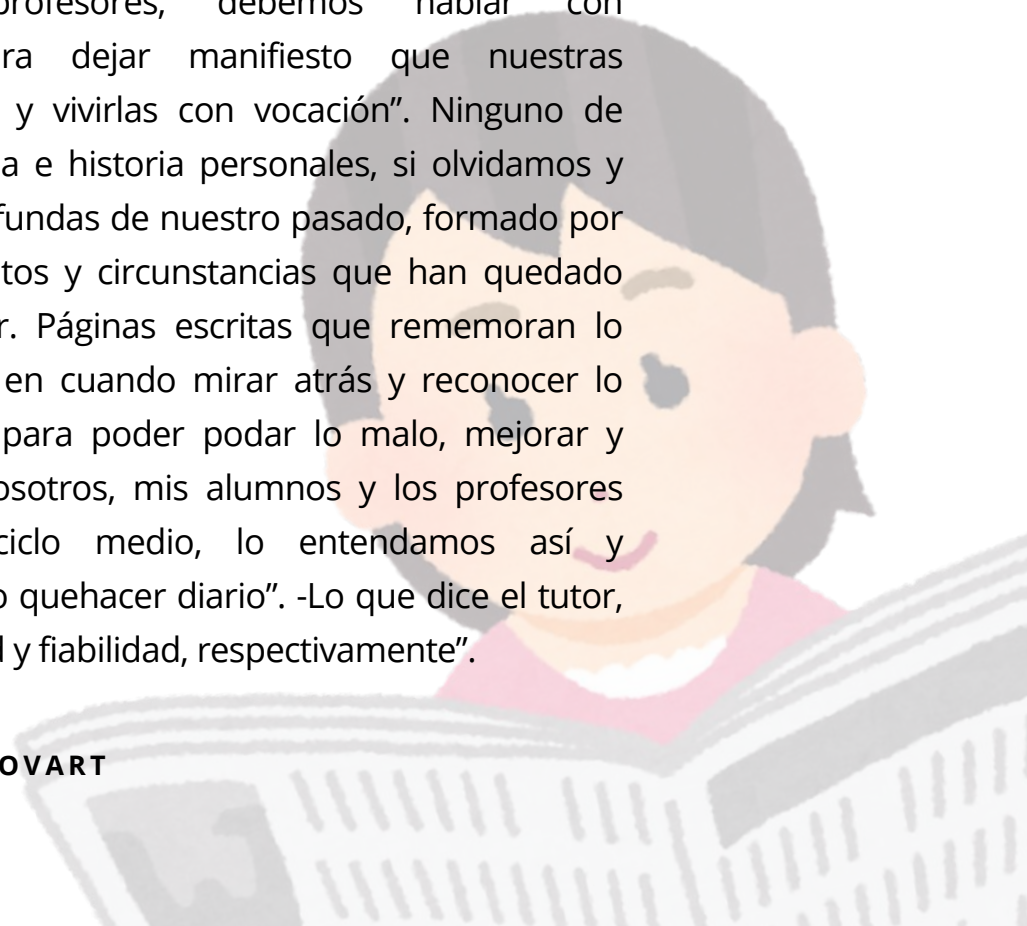 profesores, debemos hablar con
ra dejar manifiesto que nuestras
y vivirlas con vocación”. Ninguno de
a e historia personales, si olvidamos y
fundas de nuestro pasado, formado por
tos y circunstancias que han quedado
r. Páginas escritas que rememoran lo
en cuando mirar atrás y reconocer lo
para poder podar lo malo, mejorar y
osotros, mis alumnos y los profesores
ciclo medio, lo entendamos así y
o quehacer diario”. -Lo que dice el tutor,
d y fiabilidad, respectivamente”.
OVART